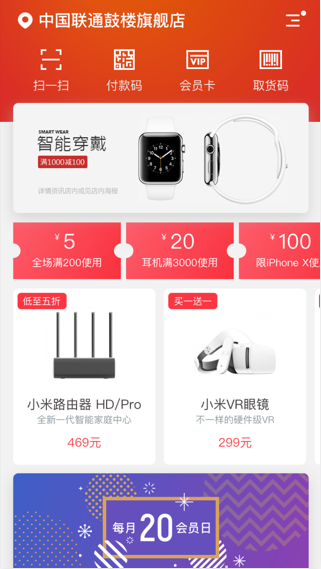 中国联通鼓楼旗舰店
扫一扫
付款码
VIP
会员卡
取货码
SMART WEAR
智能穿戴
满1000减100
详情资讯店内或见店内海报
¥ 5
全场满200使用
¥ 20
耳机满3000使用
¥ 100
限iPhone X使
低至五折
小米路由器 HD/Pro
全新一代智能家庭中心
469元
买一送一
小米VR眼镜
不一样的硬件级VR
299元
每月20会员日